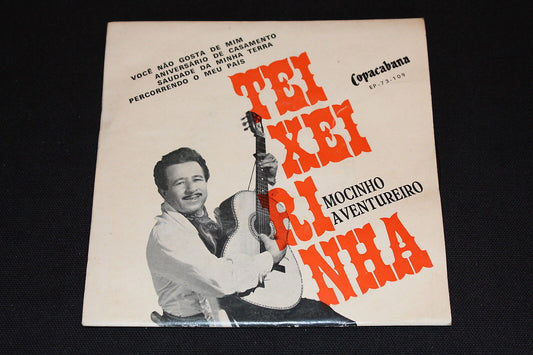 VOCÊ NÃO GOSTA DE MIM
ANIVERSÁRIO DE CASAMENTO
SAUDADE DA MINHA TERRA
PERCORRENDO O MEU PAÍS
Copacabana
EP.73-109
TEI
XEI
RI
NHA
MOCINHO
AVENTUREIRO